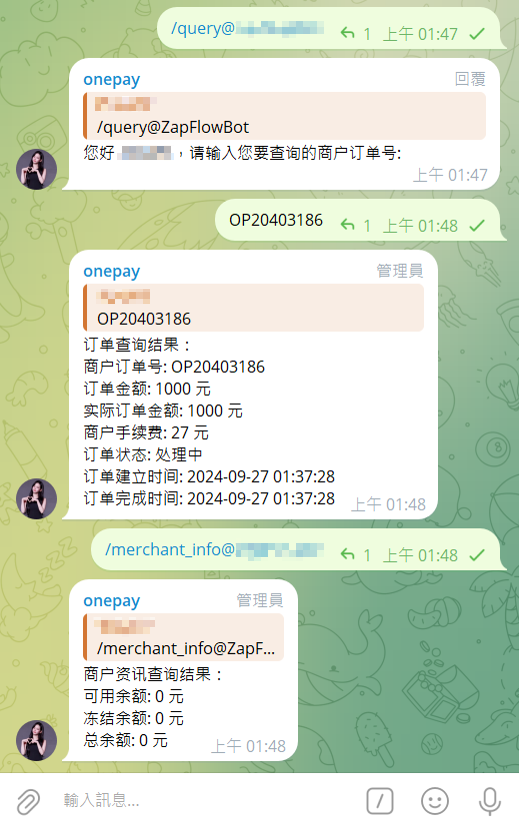 /query@
1 上午 01:47
onepay
回覆
/query@ZapFlowBot
您好 ，请输入您要查询的商户订单号:
上午 01:47
OP20403186
1 上午 01:48
onepay
管理員
OP20403186
订单查询结果：
商户订单号: OP20403186
订单金额: 1000 元
实际订单金额: 1000 元
商户手续费: 27 元
订单状态: 处理中
订单建立时间: 2024-09-27 01:37:28
订单完成时间: 2024-09-27 01:37:28
上午 01:48
/merchant_info@
1 上午 01:48
onepay
管理員
/merchant_info@ZapF...
商户资讯查询结果：
可用余额: 0 元
冻结余额: 0 元
总余额: 0 元
上午 01:48
輸入訊息...